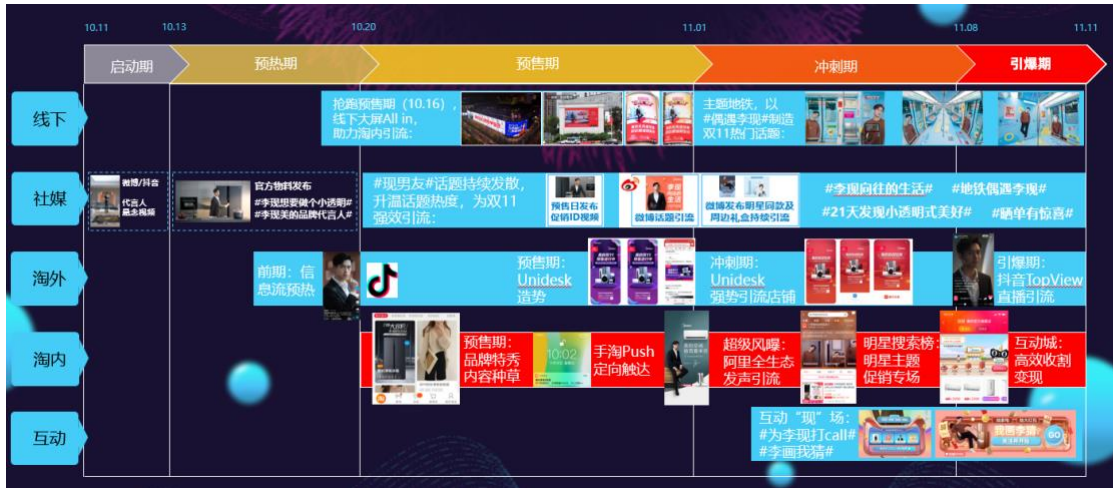 10.11
10.13
10.20
11.01
11.08
11.11
启动期
预热期
预售期
冲刺期
引爆期
线下
抢跑预售期（10.16），
线下大屏All in,
助力淘内引流：
主题地铁，以
#偶遇李现#制造
双11热门话题：
社媒
微博/抖音
代言人
悬念视频
官方物料发布
#李现想要做个小透明#
#李现美的品牌代言人#
#现男友#话题持续发散，
升温话题热度，为双11
强效引流：
预售日发布
促销ID视频
微博话题引流
微博发布明星同款及
周边礼盒持续引流
#李现向往的生活#
#地铁偶遇李现#
#21天发现小透明式美好#
#晒单有惊喜#
淘外
前期：信
息流预热
预售期：
Unidesk
造势
冲刺期：
Unidesk
强势引流店铺
引爆期：
抖音TopView
直播引流
淘内
预售期：
品牌特秀
内容种草
10:02
手淘Push
定向触达
超级风曝：
阿里全生态
发声引流
明星搜索榜：
明星主题
促销专场
互动城：
高效收割
变现
互动
互动“现”场：
#为李现打call#
#李画我猜#
我画李猜
GO